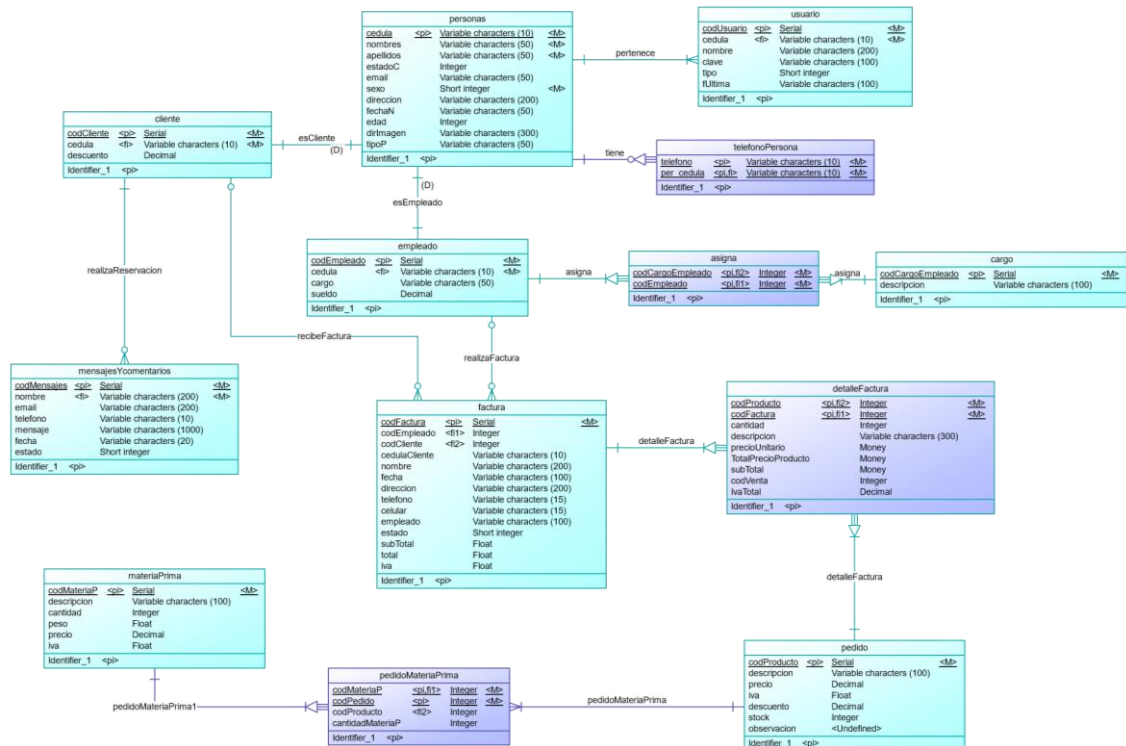 personas
cedula <pi> Variable characters (10) <M>
nombres Variable characters (50) <M>
apellidos Variable characters (50) <M>
estadoC Integer
email Variable characters (50)
sexo Short integer <M>
direccion Variable characters (200)
fechaN Variable characters (50)
edad Integer
dirImagen Variable characters (300)
tipoP Variable characters (50)
Identifier_1 <pi>
usuario
codUsuario <pi> Serial <M>
cedula <fi> Variable characters (10) <M>
nombre Variable characters (200)
clave Variable characters (100)
tipo Short integer
fUltima Variable characters (100)
Identifier_1 <pi>
pertenece
cliente
codCliente <pi> Serial <M>
cedula <fi> Variable characters (10) <M>
descuento Decimal
Identifier_1 <pi>
esCliente
(D)
tiene
telefonoPersona
telefono <pi> Variable characters (10) <M>
per_cedula <pi,fi> Variable characters (10) <M>
Identifier_1 <pi>
(D)
esEmpleado
empleado
codEmpleado <pi> Serial <M>
cedula <fi> Variable characters (10) <M>
cargo Variable characters (50)
sueldo Decimal
Identifier_1 <pi>
asigna
asigna
codCargoEmpleado <pi,fi2> Integer <M>
codEmpleado <pi,fi1> Integer <M>
Identifier_1 <pi>
asigna
cargo
codCargoEmpleado <pi> Serial <M>
descripcion Variable characters (100)
Identifier_1 <pi>
realizaReservacion
recibeFactura
realizaFactura
mensajesYcomentarios
codMensajes <pi> Serial <M>
nombre <fi> Variable characters (200) <M>
email Variable characters (200)
telefono Variable characters (10)
mensaje Variable characters (1000)
fecha Variable characters (20)
estado Short integer
Identifier_1 <pi>
factura
codFactura <pi> Serial <M>
codEmpleado <fi1> Integer
codCliente <fi2> Integer
cedulaCliente Variable characters (10)
nombre Variable characters (200)
fecha Variable characters (100)
direccion Variable characters (200)
telefono Variable characters (15)
celular Variable characters (15)
empleado Variable characters (100)
estado Short integer
subTotal Float
total Float
iva Float
Identifier_1 <pi>
detalleFactura
detalleFactura
codProducto <pi,fi2> Integer <M>
codFactura <pi,fi1> Integer <M>
cantidad Integer
descripcion Variable characters (300)
precioUnitario Money
TotalPrecioProducto Money
subTotal Money
codVenta Integer
IvaTotal Decimal
Identifier_1 <pi>
detalleFactura
materiaPrima
codMateriaP <pi> Serial <M>
descripcion Variable characters (100)
cantidad Integer
peso Float
precio Decimal
iva Float
Identifier_1 <pi>
pedidoMateriaPrima1
pedidoMateriaPrima
codMateriaP <pi,fi1> Integer <M>
codPedido <pi> Integer <M>
codProducto <fi2> Integer
cantidadMateriaP Integer
Identifier_1 <pi>
pedidoMateriaPrima
pedido
codProducto <pi> Serial <M>
descripcion Variable characters (100)
precio Decimal
iva Float
descuento Decimal
stock Integer
observacion <Undefined>
Identifier_1 <pi>